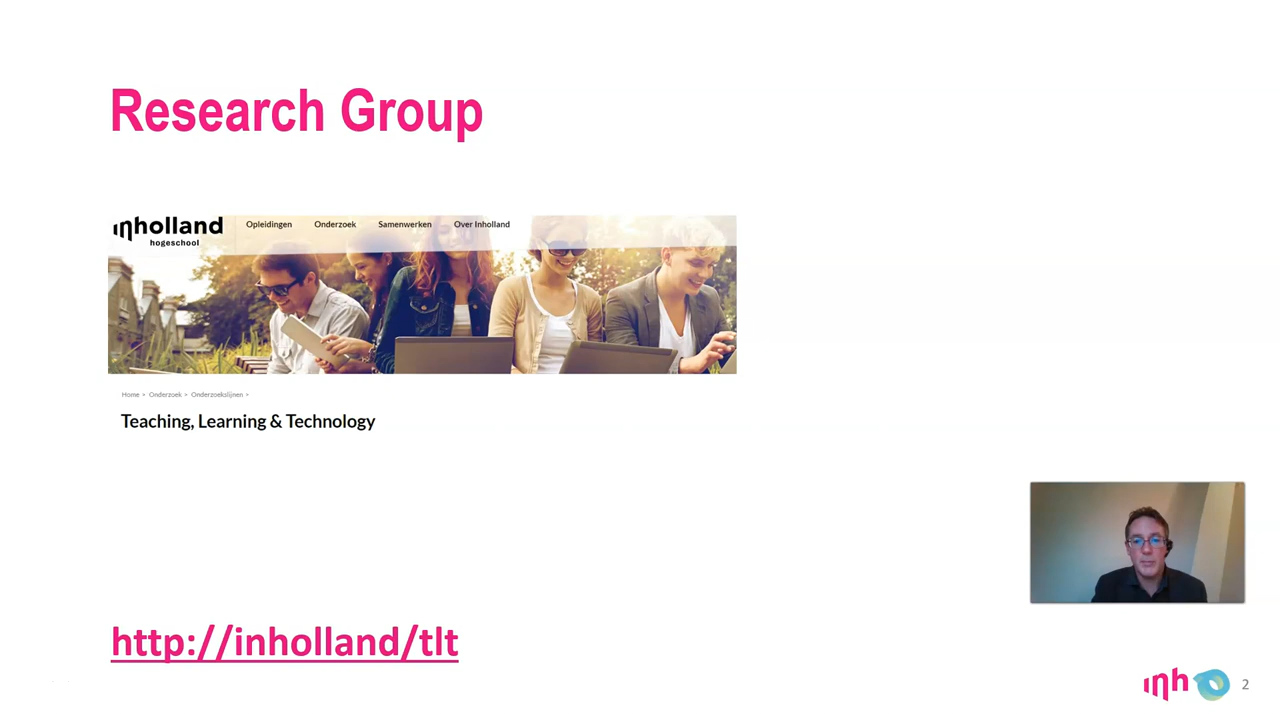 Research Group
inholland
hogeschool
Opleidingen Onderzoek Samenwerken Over Inholland
Home > Onderzoek > Onderzoekslijnen >
Teaching, Learning & Technology
http://inholland/tlt
inh 2